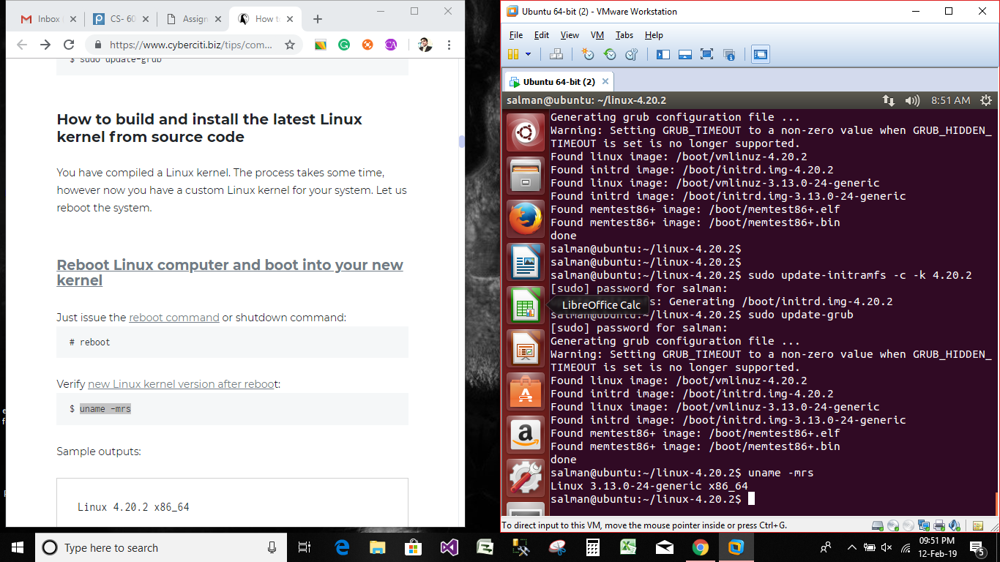 Inbox
CS- 60
Assign
How to
https://www.cyberciti.biz/tips/com...
CA
$ sudo update-grub
How to build and install the latest Linux
kernel from source code
You have compiled a Linux kernel. The process takes some time,
however now you have a custom Linux kernel for your system. Let us
reboot the system.
Reboot Linux computer and boot into your new
kernel
Just issue the reboot command or shutdown command:
# reboot
Verify new Linux kernel version after reboot:
$ uname -mrs
Sample outputs:
Linux 4.20.2 x86_64
Ubuntu 64-bit (2) - VMware Workstation
File Edit View VM Tabs Help
Ubuntu 64-bit (2)
salman@ubuntu: ~/linux-4.20.2
8:51 AM
Generating grub configuration file ...
Warning: Setting GRUB_TIMEOUT to a non-zero value when GRUB_HIDDEN_
TIMEOUT is set is no longer supported.
Found linux image: /boot/vmlinuz-4.20.2
Found initrd image: /boot/initrd.img-4.20.2
Found linux image: /boot/vmlinuz-3.13.0-24-generic
Found initrd image: /boot/initrd.img-3.13.0-24-generic
Found memtest86+ image: /boot/memtest86+.elf
Found memtest86+ image: /boot/memtest86+.bin
done
salman@ubuntu:~/linux-4.20.2$
salman@ubuntu:~/linux-4.20.2$
salman@ubuntu:~/linux-4.20.2$ sudo update-initramfs -c -k 4.20.2
[sudo] password for salman:
LibreOffice Calc
s: Generating /boot/initrd.img-4.20.2
salman@ubuntu:~/linux-4.20.2$ sudo update-grub
[sudo] password for salman:
Generating grub configuration file ...
Warning: Setting GRUB_TIMEOUT to a non-zero value when GRUB_HIDDEN_
TIMEOUT is set is no longer supported.
Found linux image: /boot/vmlinuz-4.20.2
Found initrd image: /boot/initrd.img-4.20.2
Found linux image: /boot/vmlinuz-3.13.0-24-generic
Found initrd image: /boot/initrd.img-3.13.0-24-generic
Found memtest86+ image: /boot/memtest86+.elf
Found memtest86+ image: /boot/memtest86+.bin
done
salman@ubuntu:~/linux-4.20.2$ uname -mrs
Linux 3.13.0-24-generic x86_64
salman@ubuntu:~/linux-4.20.2$
To direct input to this VM, move the mouse pointer inside or press Ctrl+G.
Type here to search
09:51 PM
12-Feb-19
5